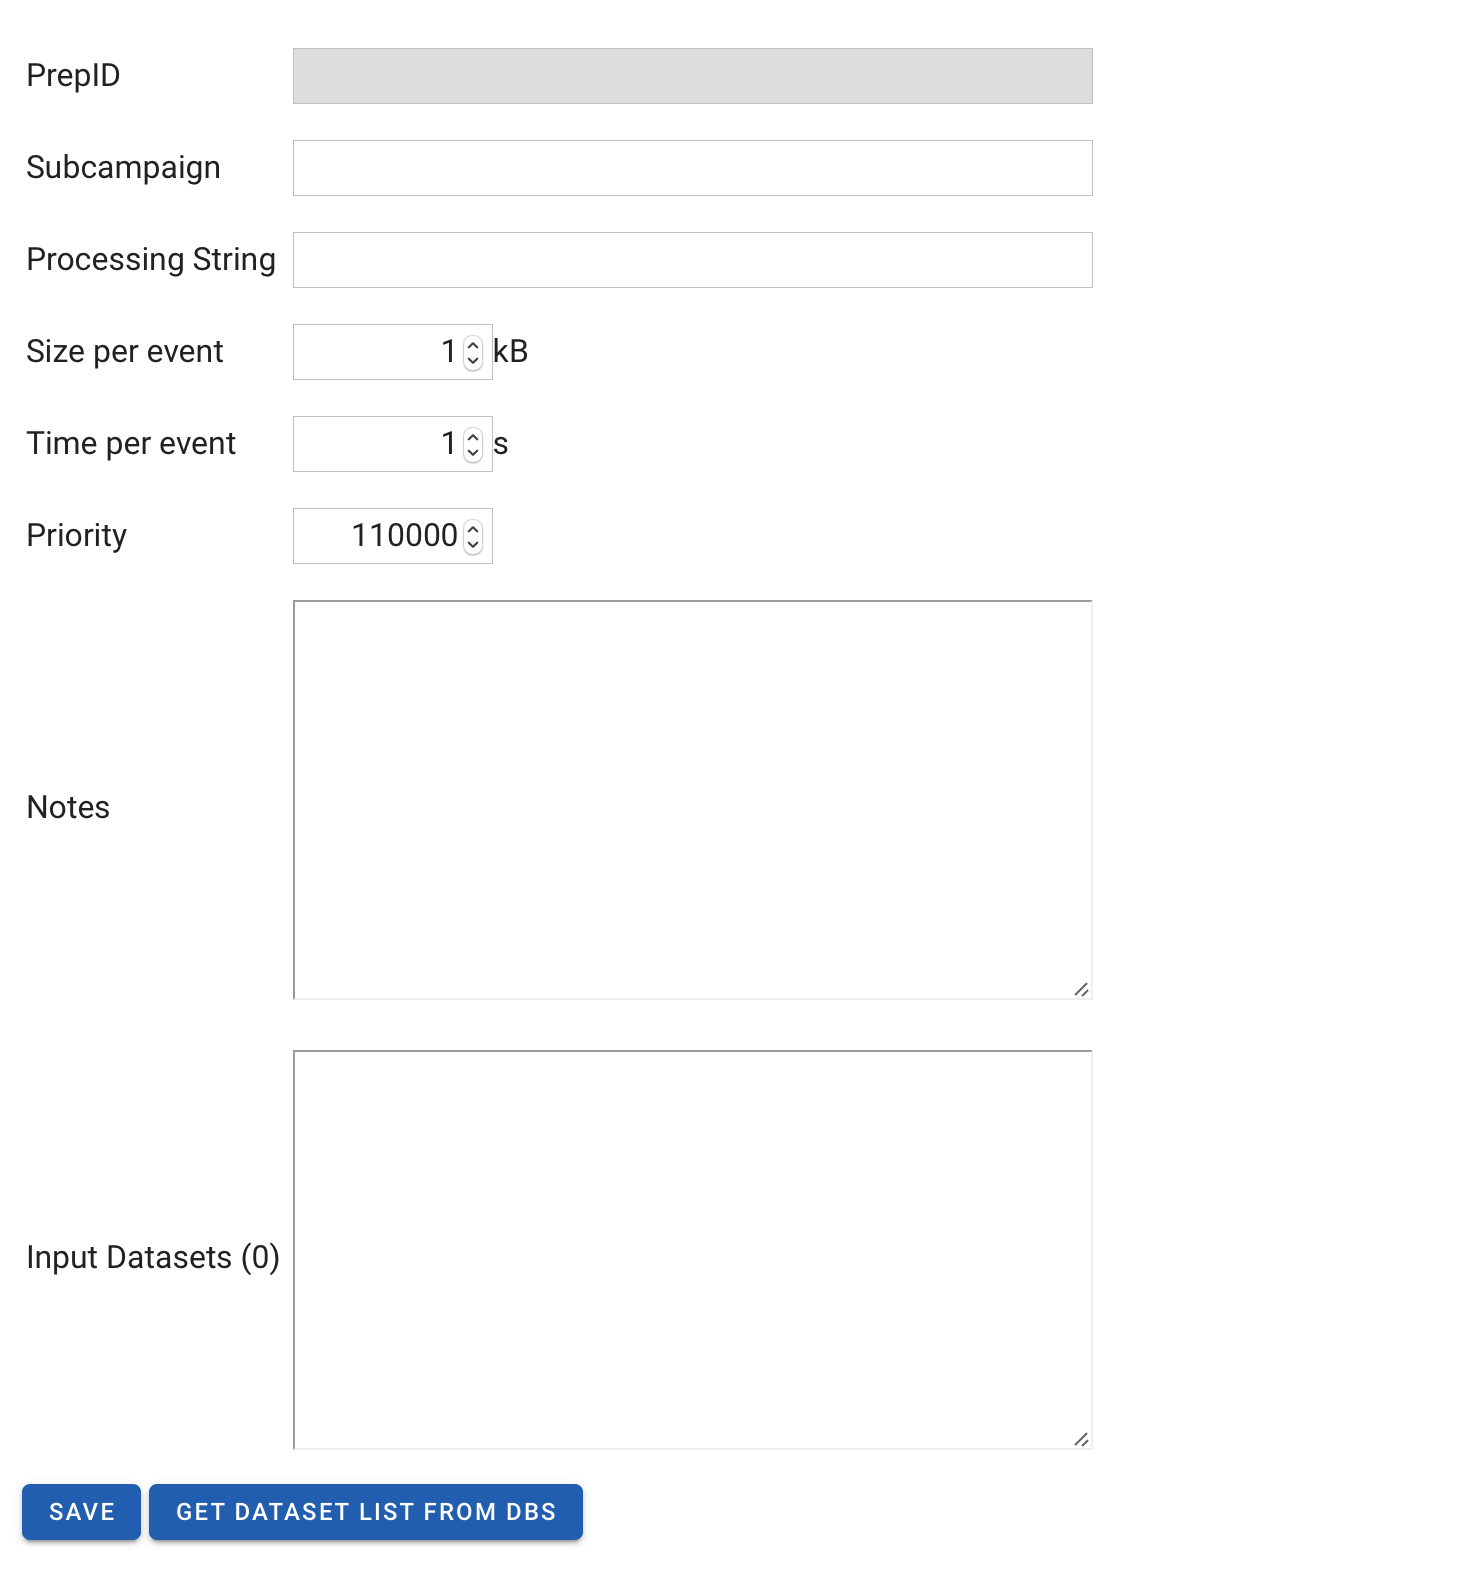 PrepID
Subcampaign
Processing String
Size per event 1 kB
Time per event 1 s
Priority 110000
Notes
Input Datasets (0)
SAVE GET DATASET LIST FROM DBS